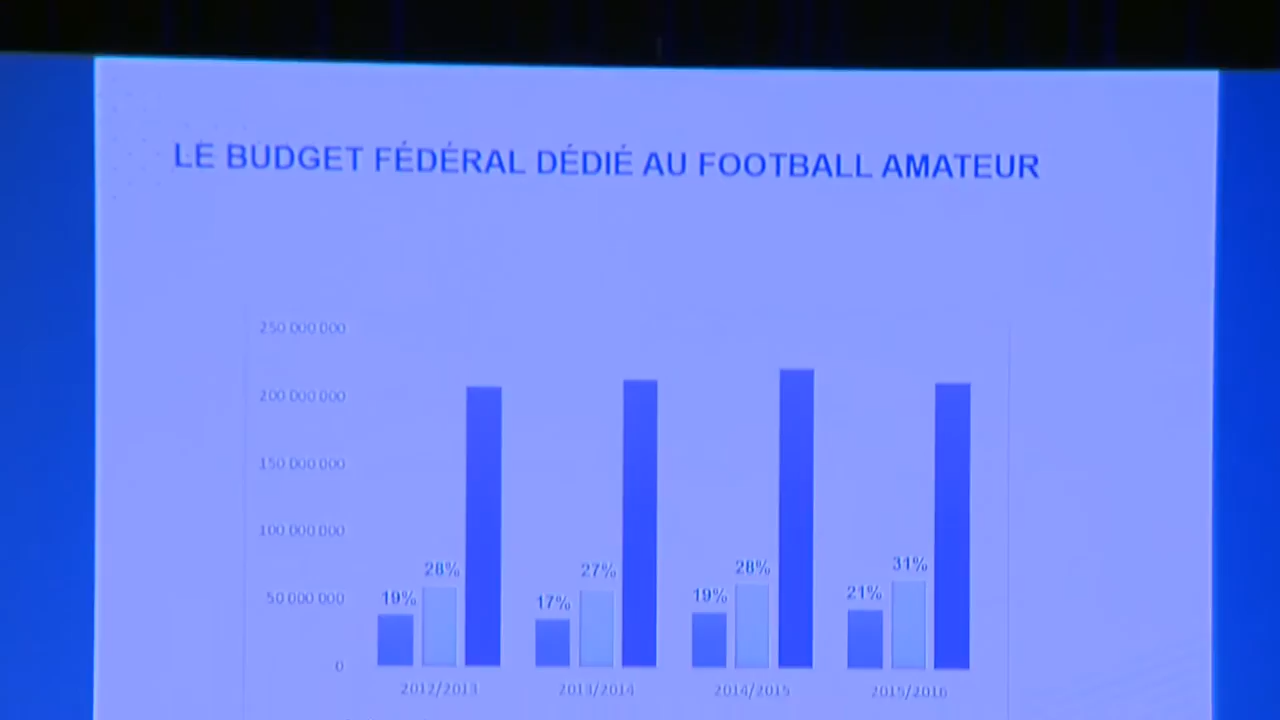 LE BUDGET FÉDÉRAL DÉDIÉ AU FOOTBALL AMATEUR
250 000 000
200 000 000
150 000 000
100 000 000
50 000 000
0
19% 28%
17% 27%
19% 28%
21% 31%
2012/2013 2013/2014 2014/2015 2015/2016